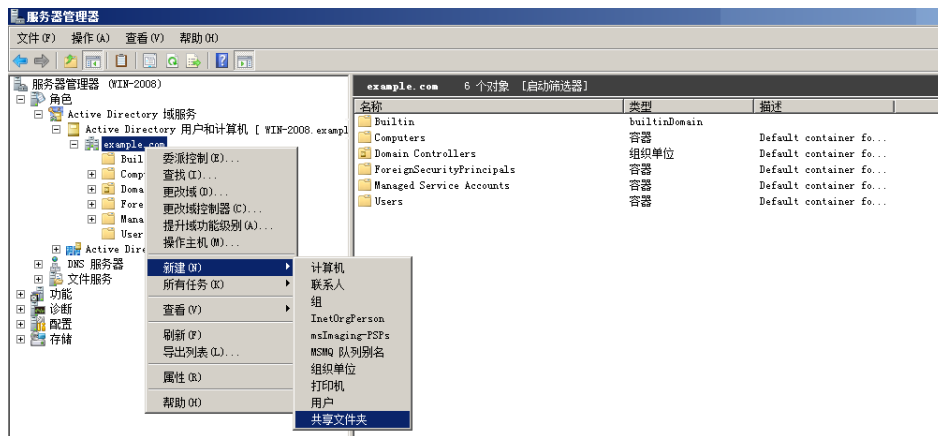 服务器管理器
文件(F) 操作(A) 查看(V) 帮助(H)
服务器管理器 (WIN-2008)
角色
Active Directory 域服务
Active Directory 用户和计算机 [ WIN-2008.exampl
example.com
Buil
Comp
Doma
Fore
Mana
User
Active Dire
DNS 服务器
文件服务
功能
诊断
配置
存储
委派控制(E)...
查找(I)...
更改域(D)...
更改域控制器(C)...
提升域功能级别(A)...
操作主机(M)...
新建(N)
所有任务(K)
查看(V)
刷新(F)
导出列表(L)...
属性(R)
帮助(H)
计算机
联系人
组
InetOrgPerson
msImaging-PSPs
MSMQ 队列别名
组织单位
打印机
用户
共享文件夹
example.com 6 个对象 [启动筛选器]
名称 类型 描述
Builtin builtinDomain
Computers 容器 Default container fo...
Domain Controllers 组织单位 Default container fo...
ForeignSecurityPrincipals 容器 Default container fo...
Managed Service Accounts 容器 Default container fo...
Users 容器 Default container fo...